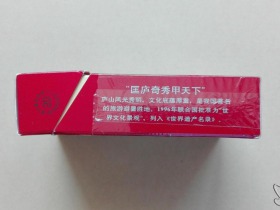 "匡庐奇秀甲天下"
庐山风光秀丽，文化底蕴厚重，是我国著名
的旅游避暑胜地，1996年联合国批准为"世
界文化景观"，列入《世界遗产名录》。